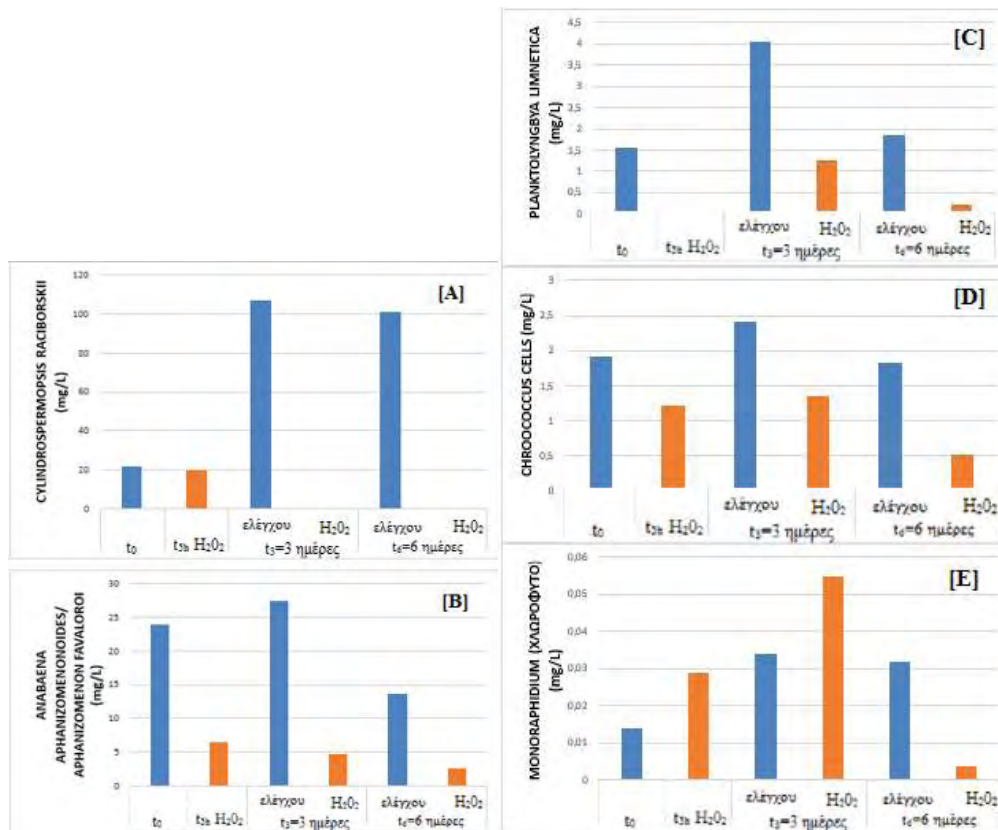 [A]
CYLINDROSPERMOPSIS RACIBORSKII
(mg/L)
120
100
80
60
40
20
0
t₀ t₃ₕ H₂O₂ ελέγχου H₂O₂ ελέγχου H₂O₂
t₃=3 ημέρες t₆=6 ημέρες
[B]
ANABAENA
APHANIZOMENONOIDES/
APHANIZOMENON FAVALOROI
(mg/L)
30
25
20
15
10
5
0
t₀ t₃ₕ H₂O₂ ελέγχου H₂O₂ ελέγχου H₂O₂
t₃=3 ημέρες t₆=6 ημέρες
[C]
PLANKTOLYNGBYA LIMNETICA
(mg/L)
4,5
4
3,5
3
2,5
2
1,5
1
0,5
0
t₀ t₃ₕ H₂O₂ ελέγχου H₂O₂ ελέγχου H₂O₂
t₃=3 ημέρες t₆=6 ημέρες
[D]
CHROOCOCCUS CELLS (mg/L)
3
2,5
2
1,5
1
0,5
0
t₀ t₃ₕ H₂O₂ ελέγχου H₂O₂ ελέγχου H₂O₂
t₃=3 ημέρες t₆=6 ημέρες
[E]
MONORAPHIDIUM (ΧΛΩΡΟΦΥΤΟ)
(mg/L)
0,06
0,05
0,04
0,03
0,02
0,01
0
t₀ t₃ₕ H₂O₂ ελέγχου H₂O₂ ελέγχου H₂O₂
t₃=3 ημέρες t₆=6 ημέρες